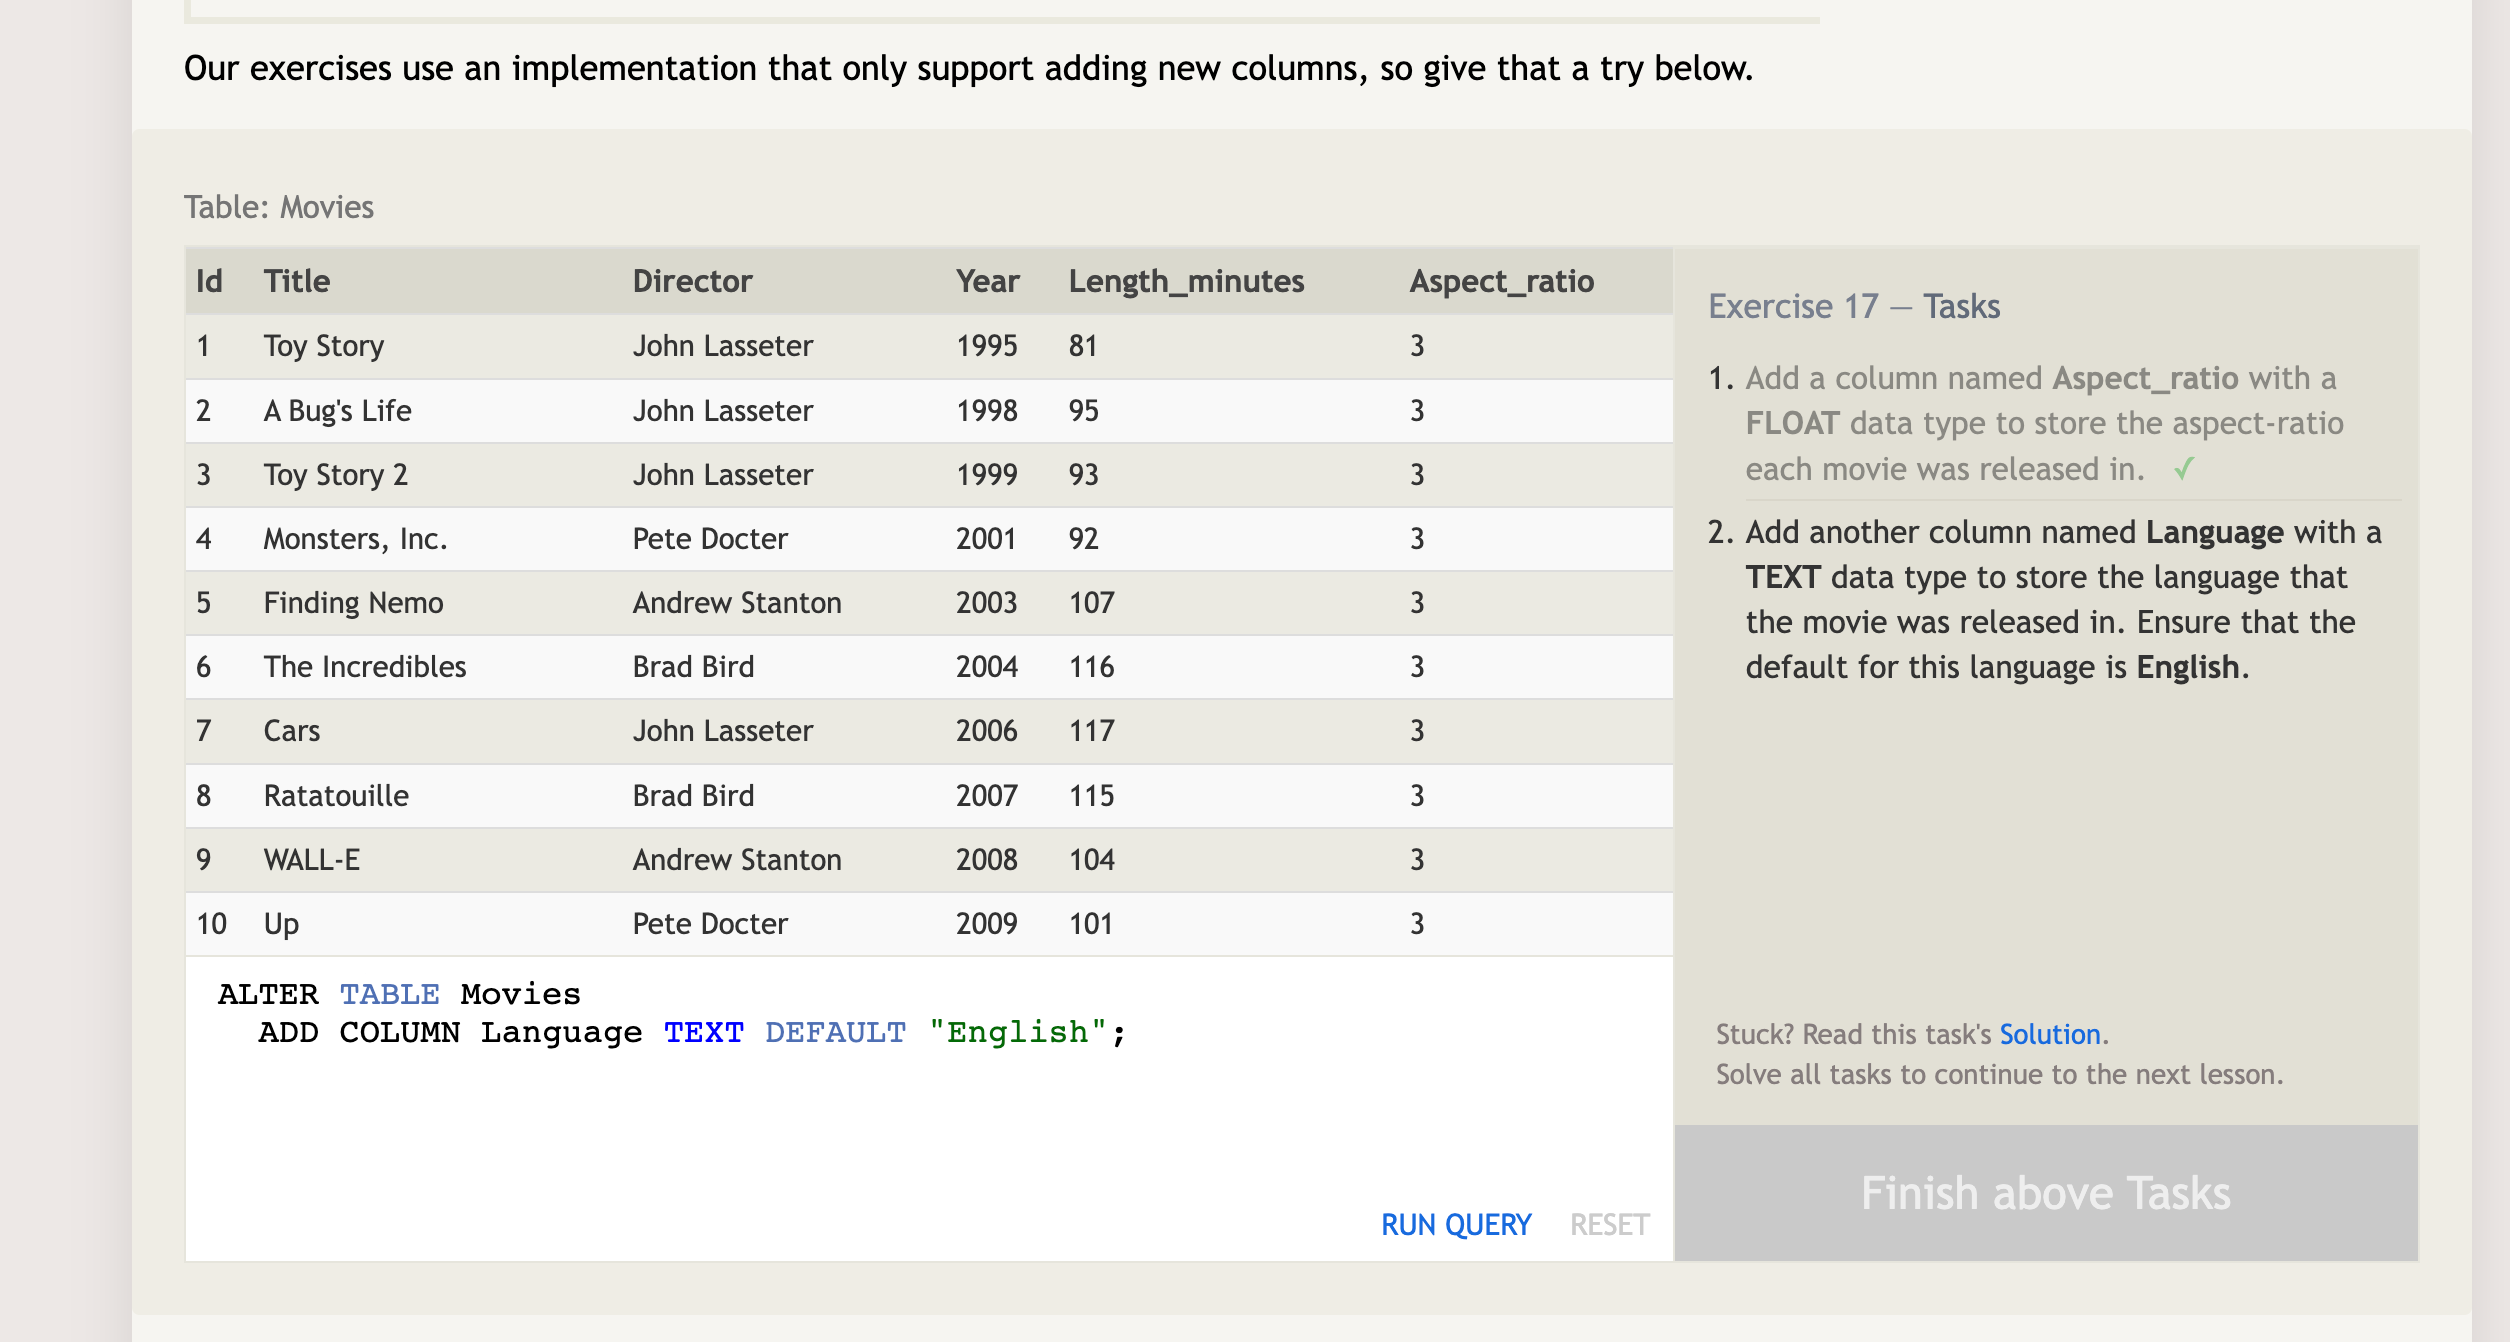 Our exercises use an implementation that only support adding new columns, so give that a try below.
Table: Movies
Id Title Director Year Length_minutes Aspect_ratio
1 Toy Story John Lasseter 1995 81 3
2 A Bug's Life John Lasseter 1998 95 3
3 Toy Story 2 John Lasseter 1999 93 3
4 Monsters, Inc. Pete Docter 2001 92 3
5 Finding Nemo Andrew Stanton 2003 107 3
6 The Incredibles Brad Bird 2004 116 3
7 Cars John Lasseter 2006 117 3
8 Ratatouille Brad Bird 2007 115 3
9 WALL-E Andrew Stanton 2008 104 3
10 Up Pete Docter 2009 101 3
ALTER TABLE Movies
ADD COLUMN Language TEXT DEFAULT "English";
RUN QUERY RESET
Exercise 17 — Tasks
1. Add a column named Aspect_ratio with a
FLOAT data type to store the aspect-ratio
each movie was released in. ✓
2. Add another column named Language with a
TEXT data type to store the language that
the movie was released in. Ensure that the
default for this language is English.
Stuck? Read this task's Solution.
Solve all tasks to continue to the next lesson.
Finish above Tasks